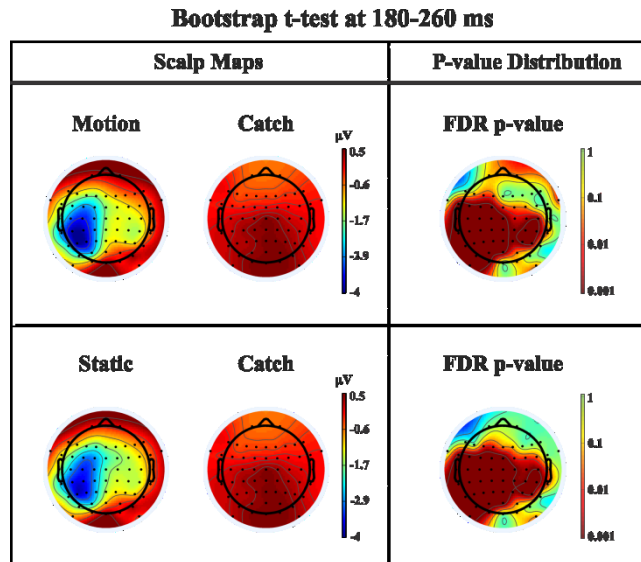 Bootstrap t-test at 180-260 ms
Scalp Maps
P-value Distribution
Motion
Catch
FDR p-value
µV
0.5
-0.6
-1.7
-3.9
-4
1
0.1
0.01
0.001
Static
Catch
FDR p-value
µV
0.5
-0.6
-1.7
-2.9
-4
1
0.1
0.01
0.001